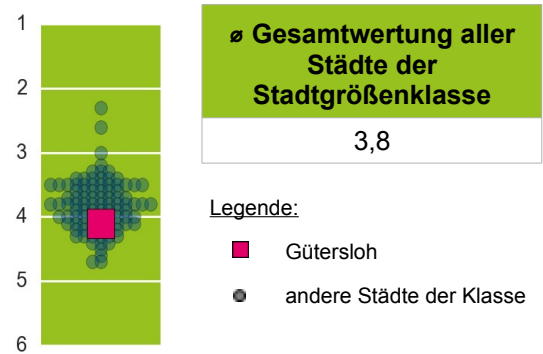 1
2
3
4
5
6
ø Gesamtwertung aller
Städte der
Stadtgrößenklasse
3,8
Legende:
Gütersloh
andere Städte der Klasse